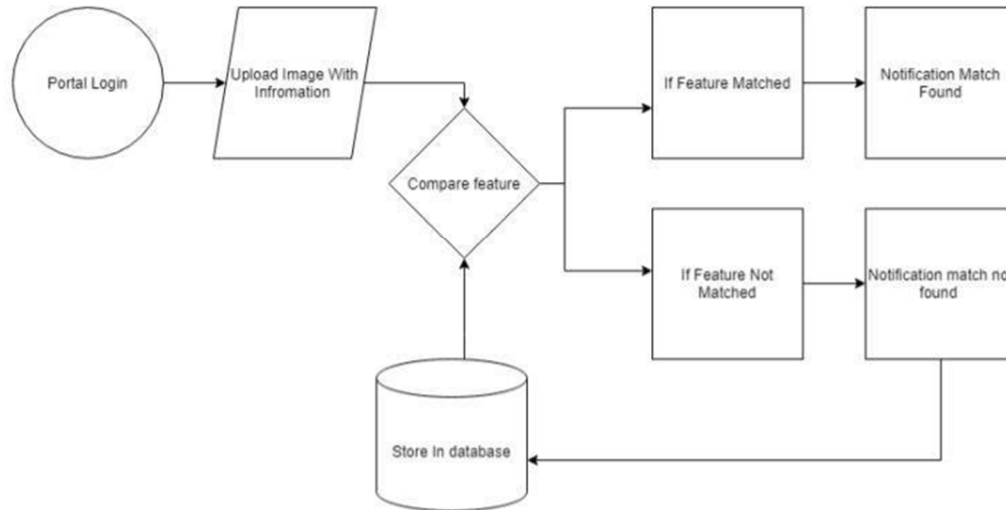 Portal Login
Upload Image With
Infromation
Compare feature
If Feature Matched
Notification Match
Found
If Feature Not
Matched
Notification match no
found
Store In database